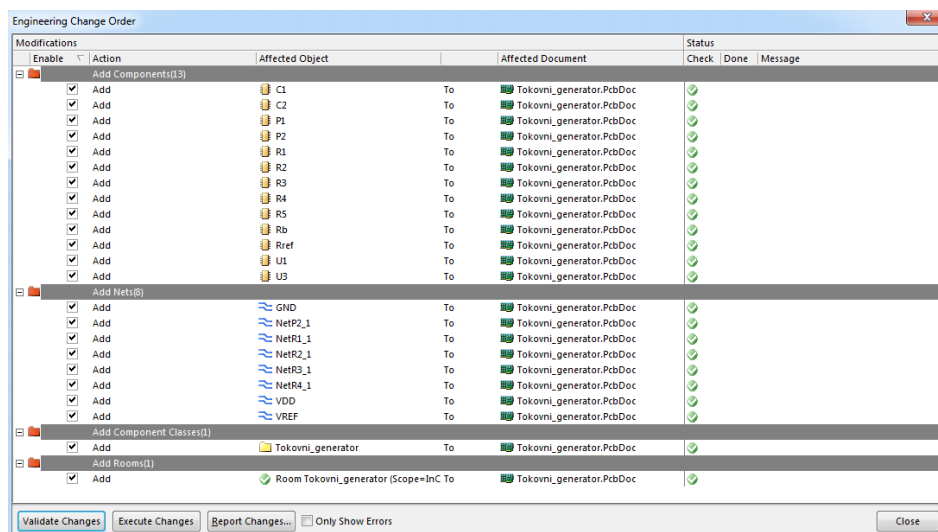 Engineering Change Order
Modifications Status
Enable Action Affected Object Affected Document Check Done Message
Add Components(13)
Add C1 To Tokovni_generator.PcbDoc
Add C2 To Tokovni_generator.PcbDoc
Add P1 To Tokovni_generator.PcbDoc
Add P2 To Tokovni_generator.PcbDoc
Add R1 To Tokovni_generator.PcbDoc
Add R2 To Tokovni_generator.PcbDoc
Add R3 To Tokovni_generator.PcbDoc
Add R4 To Tokovni_generator.PcbDoc
Add R5 To Tokovni_generator.PcbDoc
Add Rb To Tokovni_generator.PcbDoc
Add Rref To Tokovni_generator.PcbDoc
Add U1 To Tokovni_generator.PcbDoc
Add U3 To Tokovni_generator.PcbDoc
Add Nets(8)
Add GND To Tokovni_generator.PcbDoc
Add NetP2_1 To Tokovni_generator.PcbDoc
Add NetR1_1 To Tokovni_generator.PcbDoc
Add NetR2_1 To Tokovni_generator.PcbDoc
Add NetR3_1 To Tokovni_generator.PcbDoc
Add NetR4_1 To Tokovni_generator.PcbDoc
Add VDD To Tokovni_generator.PcbDoc
Add VREF To Tokovni_generator.PcbDoc
Add Component Classes(1)
Add Tokovni_generator To Tokovni_generator.PcbDoc
Add Rooms(1)
Add Room Tokovni_generator (Scope=InC To Tokovni_generator.PcbDoc
Validate Changes Execute Changes Report Changes... Only Show Errors Close